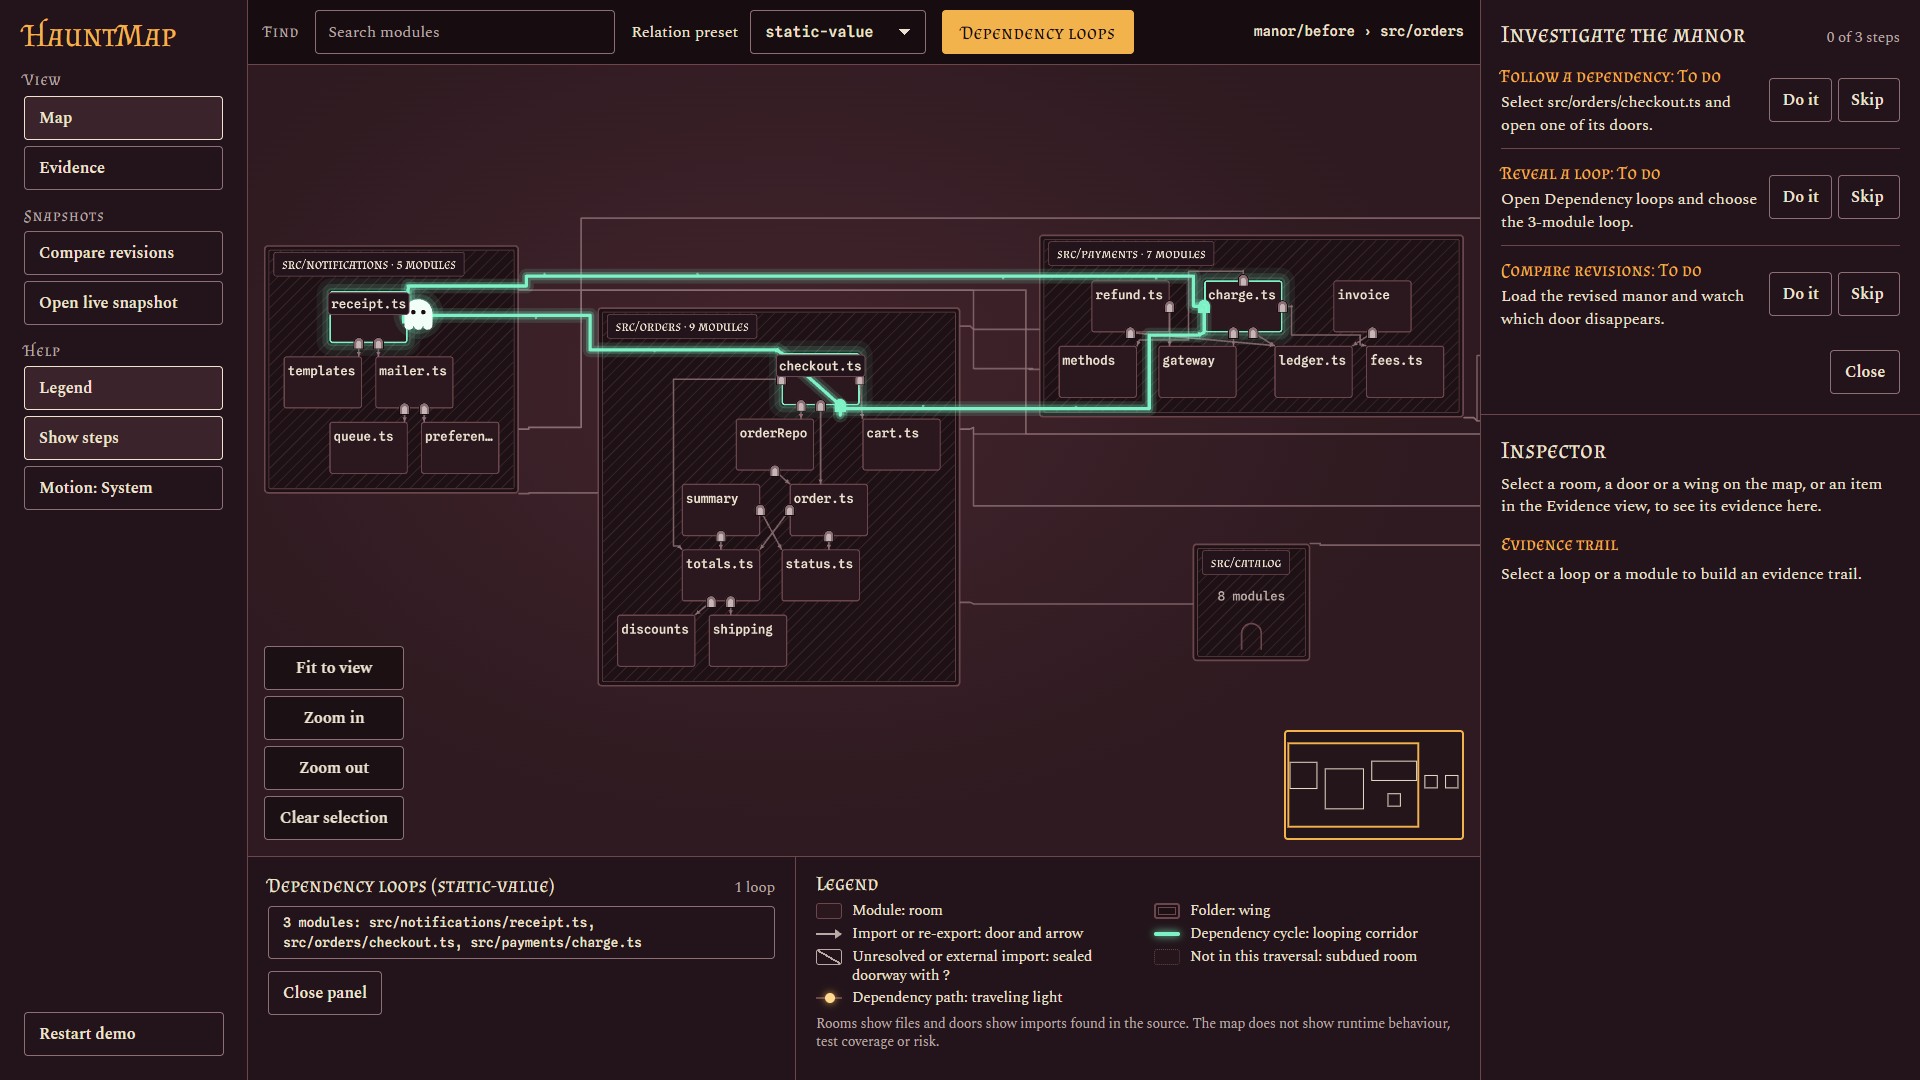 HauntMap
View
Map
Evidence
Snapshots
Compare revisions
Open live snapshot
Help
Legend
Show steps
Motion: System
Restart demo
Find
Search modules
Relation preset
static-value
Dependency loops
manor/before › src/orders
src/notifications · 5 modules
receipt.ts
templates
mailer.ts
queue.ts
preferen…
src/orders · 9 modules
checkout.ts
orderRepo
cart.ts
summary
order.ts
totals.ts
status.ts
discounts
shipping
src/payments · 7 modules
refund.ts
charge.ts
invoice
methods
gateway
ledger.ts
fees.ts
src/catalog
8 modules
Fit to view
Zoom in
Zoom out
Clear selection
Dependency loops (static-value)
1 loop
3 modules: src/notifications/receipt.ts,
src/orders/checkout.ts, src/payments/charge.ts
Close panel
Legend
Module: room
Import or re-export: door and arrow
Unresolved or external import: sealed
doorway with ?
Dependency path: traveling light
Folder: wing
Dependency cycle: looping corridor
Not in this traversal: subdued room
Rooms show files and doors show imports found in the source. The map does not show runtime behaviour,
test coverage or risk.
Investigate the manor
0 of 3 steps
Follow a dependency: To do
Select src/orders/checkout.ts and
open one of its doors.
Do it
Skip
Reveal a loop: To do
Open Dependency loops and choose
the 3-module loop.
Do it
Skip
Compare revisions: To do
Load the revised manor and watch
which door disappears.
Do it
Skip
Close
Inspector
Select a room, a door or a wing on the map, or an item
in the Evidence view, to see its evidence here.
Evidence trail
Select a loop or a module to build an evidence trail.